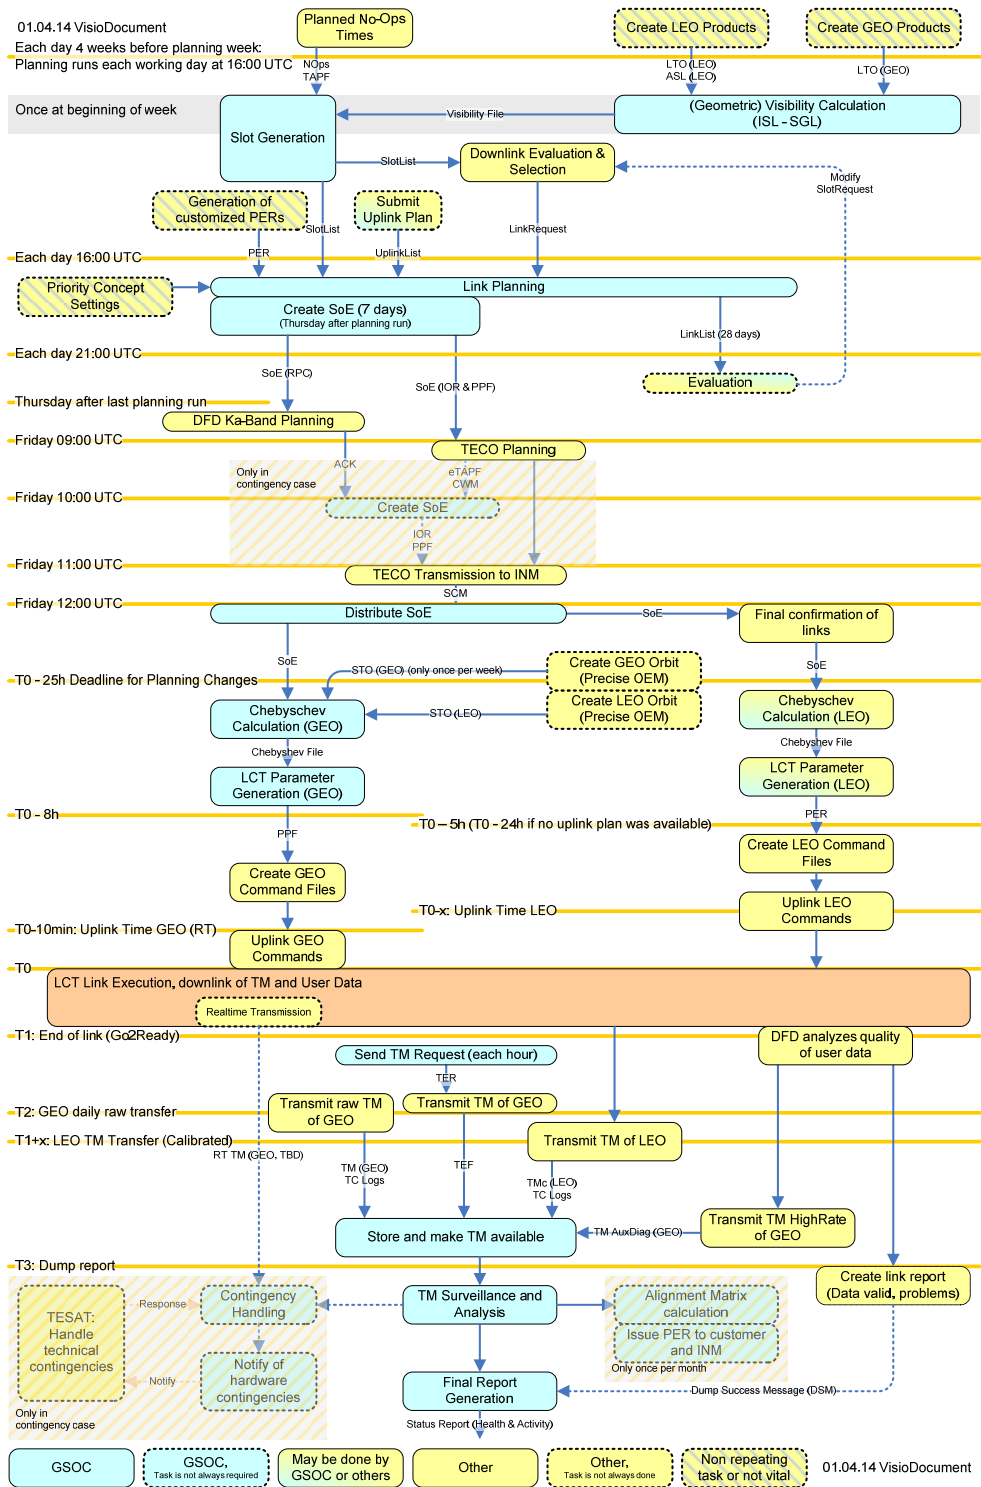 01.04.14 VisioDocument
Planned No-Ops
Times
Create LEO Products
Create GEO Products
Each day 4 weeks before planning week:
Planning runs each working day at 16:00 UTC
NOps
TAPF
LTO (LEO)
ASL (LEO)
LTO (GEO)
Once at beginning of week
Slot Generation
Visibility File
(Geometric) Visibility Calculation
(ISL - SGL)
SlotList
Downlink Evaluation &
Selection
Modify
SlotRequest
Generation of
customized PERs
Submit
Uplink Plan
SlotList
LinkRequest
PER
UplinkList
Each day 16:00 UTC
Priority Concept
Settings
Link Planning
Create SoE (7 days)
(Thursday after planning run)
LinkList (28 days)
Each day 21:00 UTC
SoE (RPC)
SoE (IOR & PPF)
Evaluation
Thursday after last planning run
DFD Ka-Band Planning
Friday 09:00 UTC
TECO Planning
Only in
contingency case
ACK
eTAPF
CWM
Friday 10:00 UTC
Create SoE
IOR
PPF
Friday 11:00 UTC
TECO Transmission to INM
SCM
Friday 12:00 UTC
Distribute SoE
SoE
Final confirmation of
links
SoE
STO (GEO) (only once per week)
Create GEO Orbit
(Precise OEM)
SoE
T0 - 25h Deadline for Planning Changes
Chebyschev
Calculation (GEO)
STO (LEO)
Create LEO Orbit
(Precise OEM)
Chebyschev
Calculation (LEO)
Chebyshev File
Chebyshev File
LCT Parameter
Generation (GEO)
LCT Parameter
Generation (LEO)
T0 - 8h
T0 – 5h (T0 - 24h if no uplink plan was available)
PPF
PER
Create GEO
Command Files
Create LEO Command
Files
T0-10min: Uplink Time GEO (RT)
T0-x: Uplink Time LEO
Uplink LEO
Commands
Uplink GEO
Commands
T0
LCT Link Execution, downlink of TM and User Data
Realtime Transmission
T1: End of link (Go2Ready)
DFD analyzes quality
of user data
Send TM Request (each hour)
TER
Transmit raw TM
of GEO
Transmit TM of GEO
T2: GEO daily raw transfer
T1+x: LEO TM Transfer (Calibrated)
Transmit TM of LEO
RT TM (GEO, TBD)
TM (GEO)
TC Logs
TEF
TMc (LEO)
TC Logs
Store and make TM available
TM AuxDiag (GEO)
Transmit TM HighRate
of GEO
T3: Dump report
Create link report
(Data valid, problems)
TESAT:
Handle
technical
contingencies
Response
Contingency
Handling
TM Surveillance and
Analysis
Alignment Matrix
calculation
Issue PER to customer
and INM
Only once per month
Notify
Notify of
hardware
contingencies
Only in
contingency case
Final Report
Generation
Dump Success Message (DSM)
Status Report (Health & Activity)
GSOC
GSOC,
Task is not always required
May be done by
GSOC or others
Other
Other,
Task is not always done
Non repeating
task or not vital
01.04.14 VisioDocument